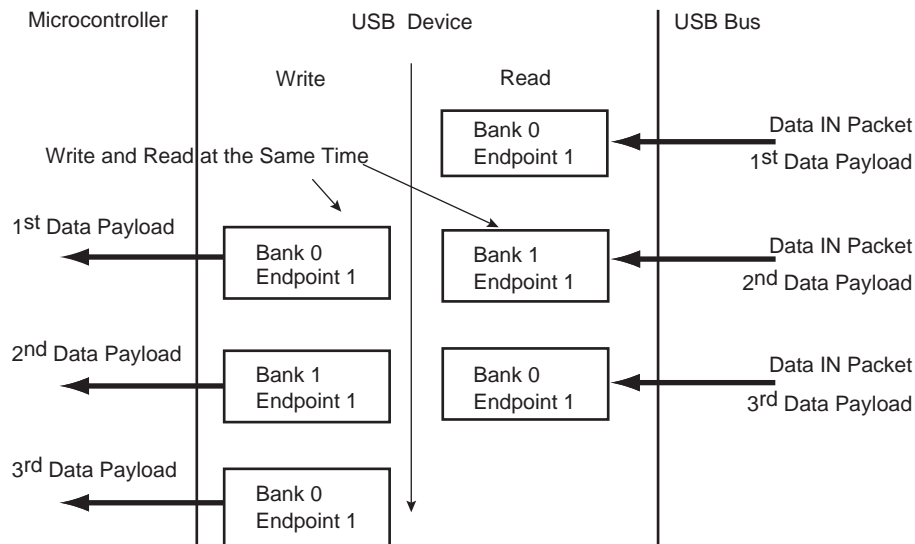 Microcontroller
USB Device
USB Bus
Write
Read
Bank 0
Endpoint 1
Data IN Packet
1st Data Payload
Write and Read at the Same Time
1st Data Payload
Bank 0
Endpoint 1
Bank 1
Endpoint 1
Data IN Packet
2nd Data Payload
2nd Data Payload
Bank 1
Endpoint 1
Bank 0
Endpoint 1
Data IN Packet
3rd Data Payload
3rd Data Payload
Bank 0
Endpoint 1